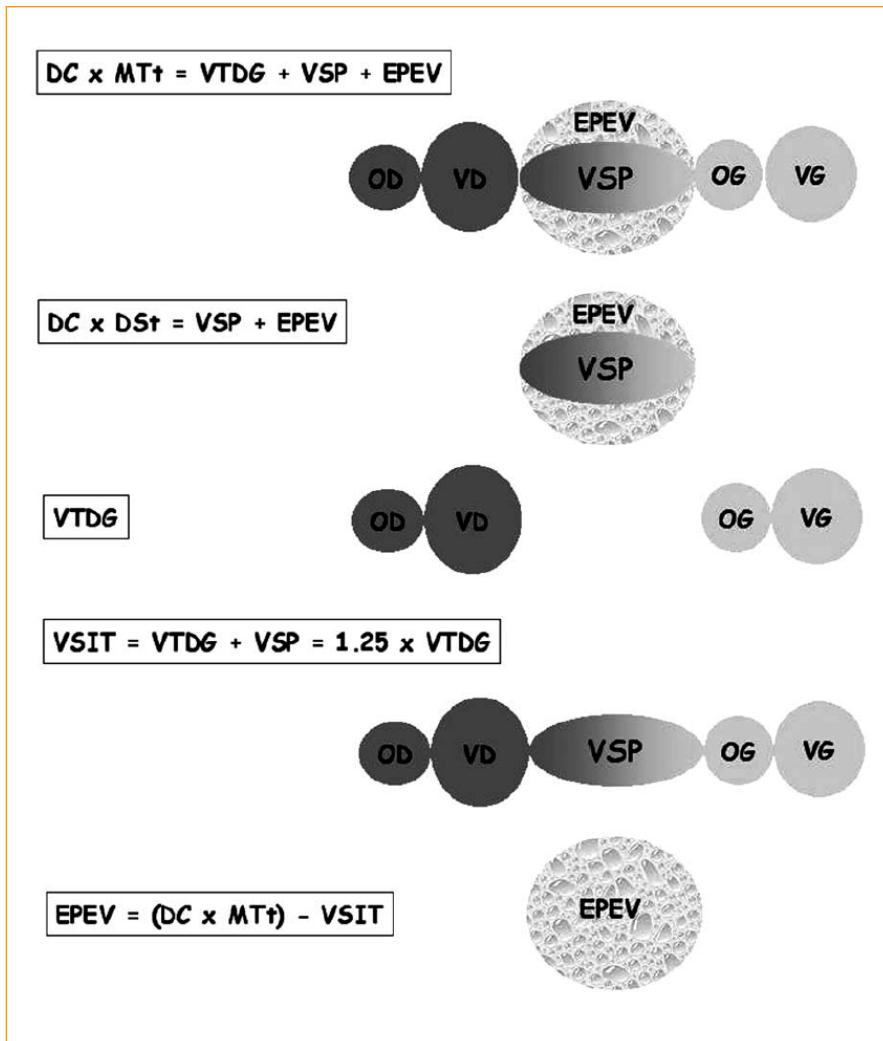 DC x MTt = VTDG + VSP + EPEV
EPEV
OD VD VSP OG VG
DC x DSt = VSP + EPEV
EPEV
VSP
VTDG
OD VD OG VG
VSIT = VTDG + VSP = 1.25 x VTDG
OD VD VSP OG VG
EPEV = (DC x MTt) - VSIT
EPEV